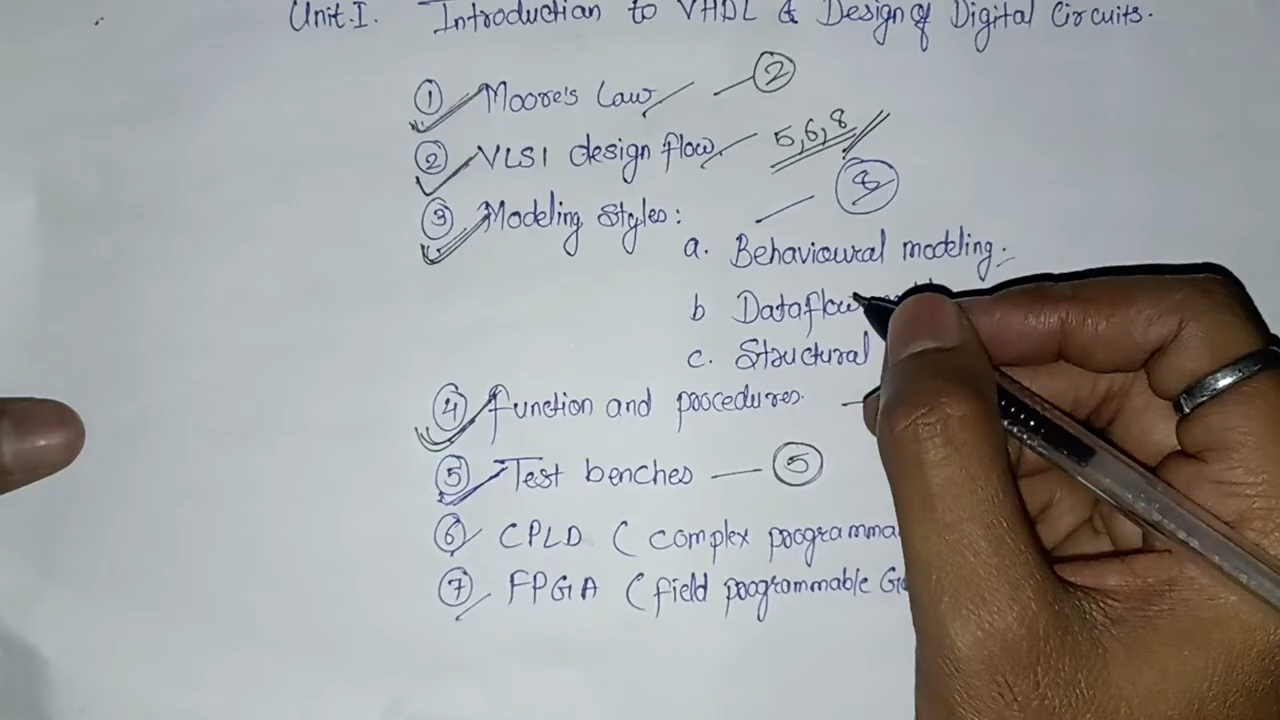 Unit.I. Introduction to VHDL & Design of Digital Circuits.
① Moore's Law ②
② VLSI design flow 5,6,8
③ Modeling Styles: 8
a. Behavioural modeling
b Dataflow
c. Structural
④ Function and procedures.
⑤ Test benches ⑤
⑥ CPLD ( complex programma
⑦ FPGA ( field programmable